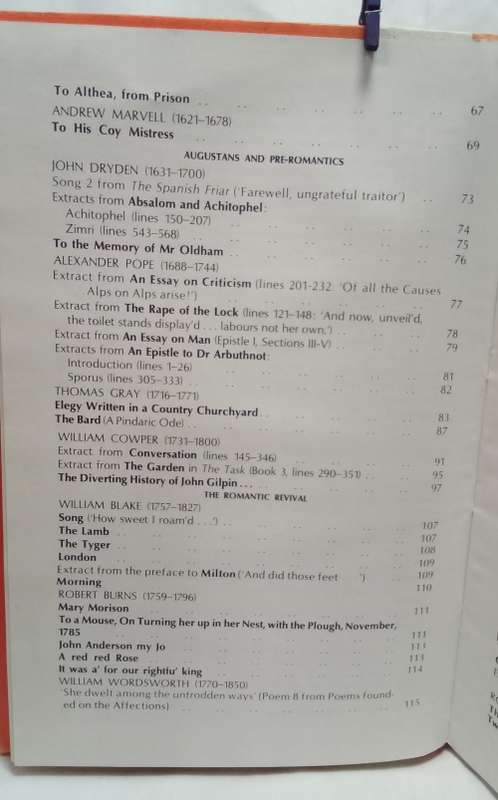 To Althea, from Prison .. .. .. .. .. .. 67
ANDREW MARVELL (1621–1678)
To His Coy Mistress .. .. .. .. .. .. 69
AUGUSTANS AND PRE-ROMANTICS
JOHN DRYDEN (1631–1700)
Song 2 from The Spanish Friar ('Farewell, ungrateful traitor') .. 73
Extracts from Absalom and Achitophel:
Achitophel (lines 150–207) .. .. .. .. .. 74
Zimri (lines 543–568) .. .. .. .. .. .. 75
To the Memory of Mr Oldham .. .. .. .. .. 76
ALEXANDER POPE (1688–1744)
Extract from An Essay on Criticism (lines 201-232 'Of all the Causes
Alps on Alps arise!') .. .. .. .. .. 77
Extract from The Rape of the Lock (lines 121–148: 'And now, unveil'd,
the toilet stands display'd . . . labours not her own,') .. .. 78
Extract from An Essay on Man (Epistle I, Sections III-V) .. .. 79
Extracts from An Epistle to Dr Arbuthnot:
Introduction (lines 1–26) .. .. .. .. .. 81
Sporus (lines 305–333) .. .. .. .. .. .. 82
THOMAS GRAY (1716–1771)
Elegy Written in a Country Churchyard .. .. .. .. 83
The Bard (A Pindaric Ode) .. .. .. .. .. .. 87
WILLIAM COWPER (1731–1800)
Extract from Conversation (lines 145–346) .. .. .. 91
Extract from The Garden in The Task (Book 3, lines 290–351) .. .. 95
The Diverting History of John Gilpin . . . .. .. .. .. 97
THE ROMANTIC REVIVAL
WILLIAM BLAKE (1757–1827)
Song ('How sweet I roam'd . . .') .. .. .. .. .. 107
The Lamb .. .. .. .. .. .. .. 107
The Tyger .. .. .. .. .. .. .. 108
London .. .. .. .. .. .. .. 109
Extract from the preface to Milton ('And did those feet ') .. 109
Morning 110
ROBERT BURNS (1759–1796)
Mary Morison .. .. .. .. .. .. 111
To a Mouse, On Turning her up in her Nest, with the Plough, November,
1785 .. .. .. .. .. .. .. 111
John Anderson my Jo .. .. .. .. .. .. 113
A red red Rose .. .. .. .. .. .. 113
It was a' for our rightfu' king .. .. .. .. .. 114
WILLIAM WORDSWORTH (1770–1850)
'She dwelt among the untrodden ways' (Poem 8 from Poems found-
ed on the Affections) .. .. .. .. .. .. 115